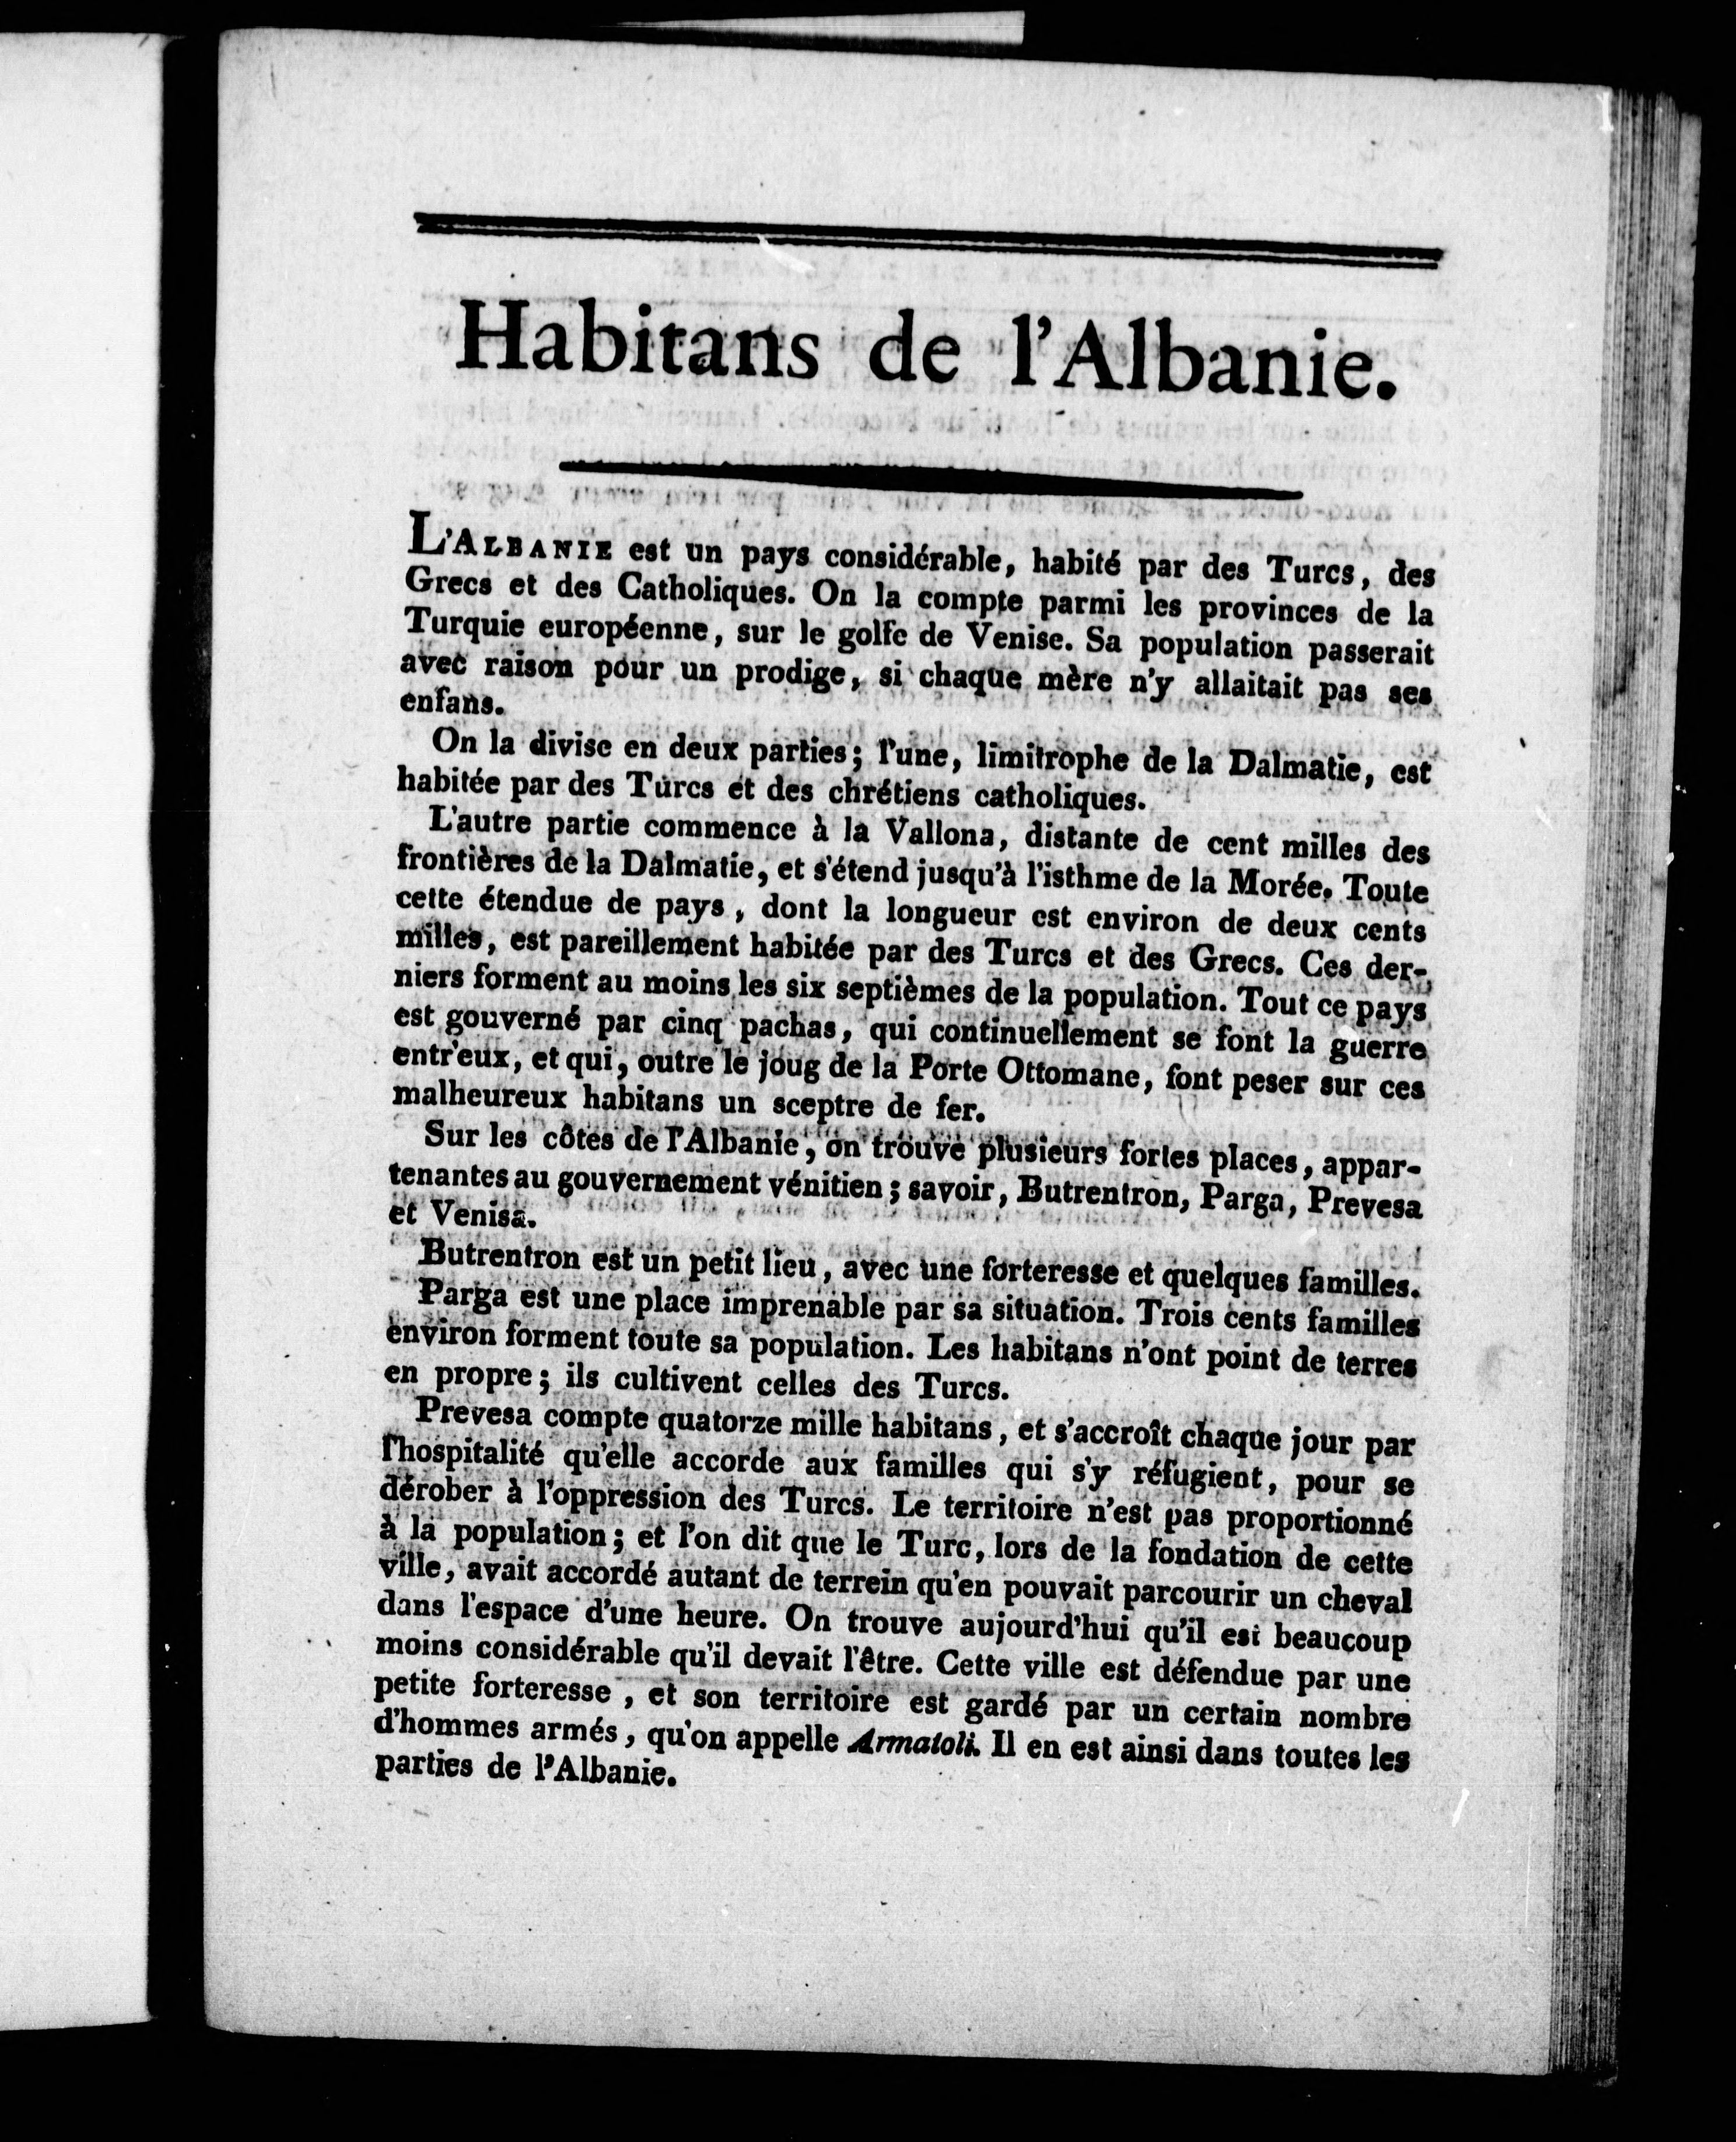 Habitans de l'Albanie.
L'ALBANIE est un pays considérable, habité par des Turcs, des
Grecs et des Catholiques. On la compte parmi les provinces de la
Turquie européenne, sur le golfe de Venise. Sa population passerait
avec raison pour un prodige, si chaque mère n'y allaitait pas ses
enfans.
On la divise en deux parties; l'une, limitrophe de la Dalmatie, est
habitée par des Turcs et des chrétiens catholiques.
L'autre partie commence à la Vallona, distante de cent milles des
frontières de la Dalmatie, et s'étend jusqu'à l'isthme de la Morée. Toute
cette étendue de pays, dont la longueur est environ de deux cents
milles, est pareillement habitée par des Turcs et des Grecs. Ces der-
niers forment au moins les six septièmes de la population. Tout ce pays
est gouverné par cinq pachas, qui continuellement se font la guerre
entr'eux, et qui, outre le joug de la Porte Ottomane, font peser sur ces
malheureux habitans un sceptre de fer.
Sur les côtes de l'Albanie, on trouve plusieurs fortes places, appar-
tenantes au gouvernement vénitien; savoir, Butrentron, Parga, Prevesa
et Venisa.
Butrentron est un petit lieu, avec une forteresse et quelques familles.
Parga est une place imprenable par sa situation. Trois cents familles
environ forment toute sa population. Les habitans n'ont point de terres
en propre; ils cultivent celles des Turcs.
Prevesa compte quatorze mille habitans, et s'accroît chaque jour par
l'hospitalité qu'elle accorde aux familles qui s'y réfugient, pour se
dérober à l'oppression des Turcs. Le territoire n'est pas proportionné
à la population; et l'on dit que le Turc, lors de la fondation de cette
ville, avait accordé autant de terrein qu'en pouvait parcourir un cheval
dans l'espace d'une heure. On trouve aujourd'hui qu'il est beaucoup
moins considérable qu'il devait l'être. Cette ville est défendue par une
petite forteresse, et son territoire est gardé par un certain nombre
d'hommes armés, qu'on appelle Armatoli. Il en est ainsi dans toutes les
parties de l'Albanie.